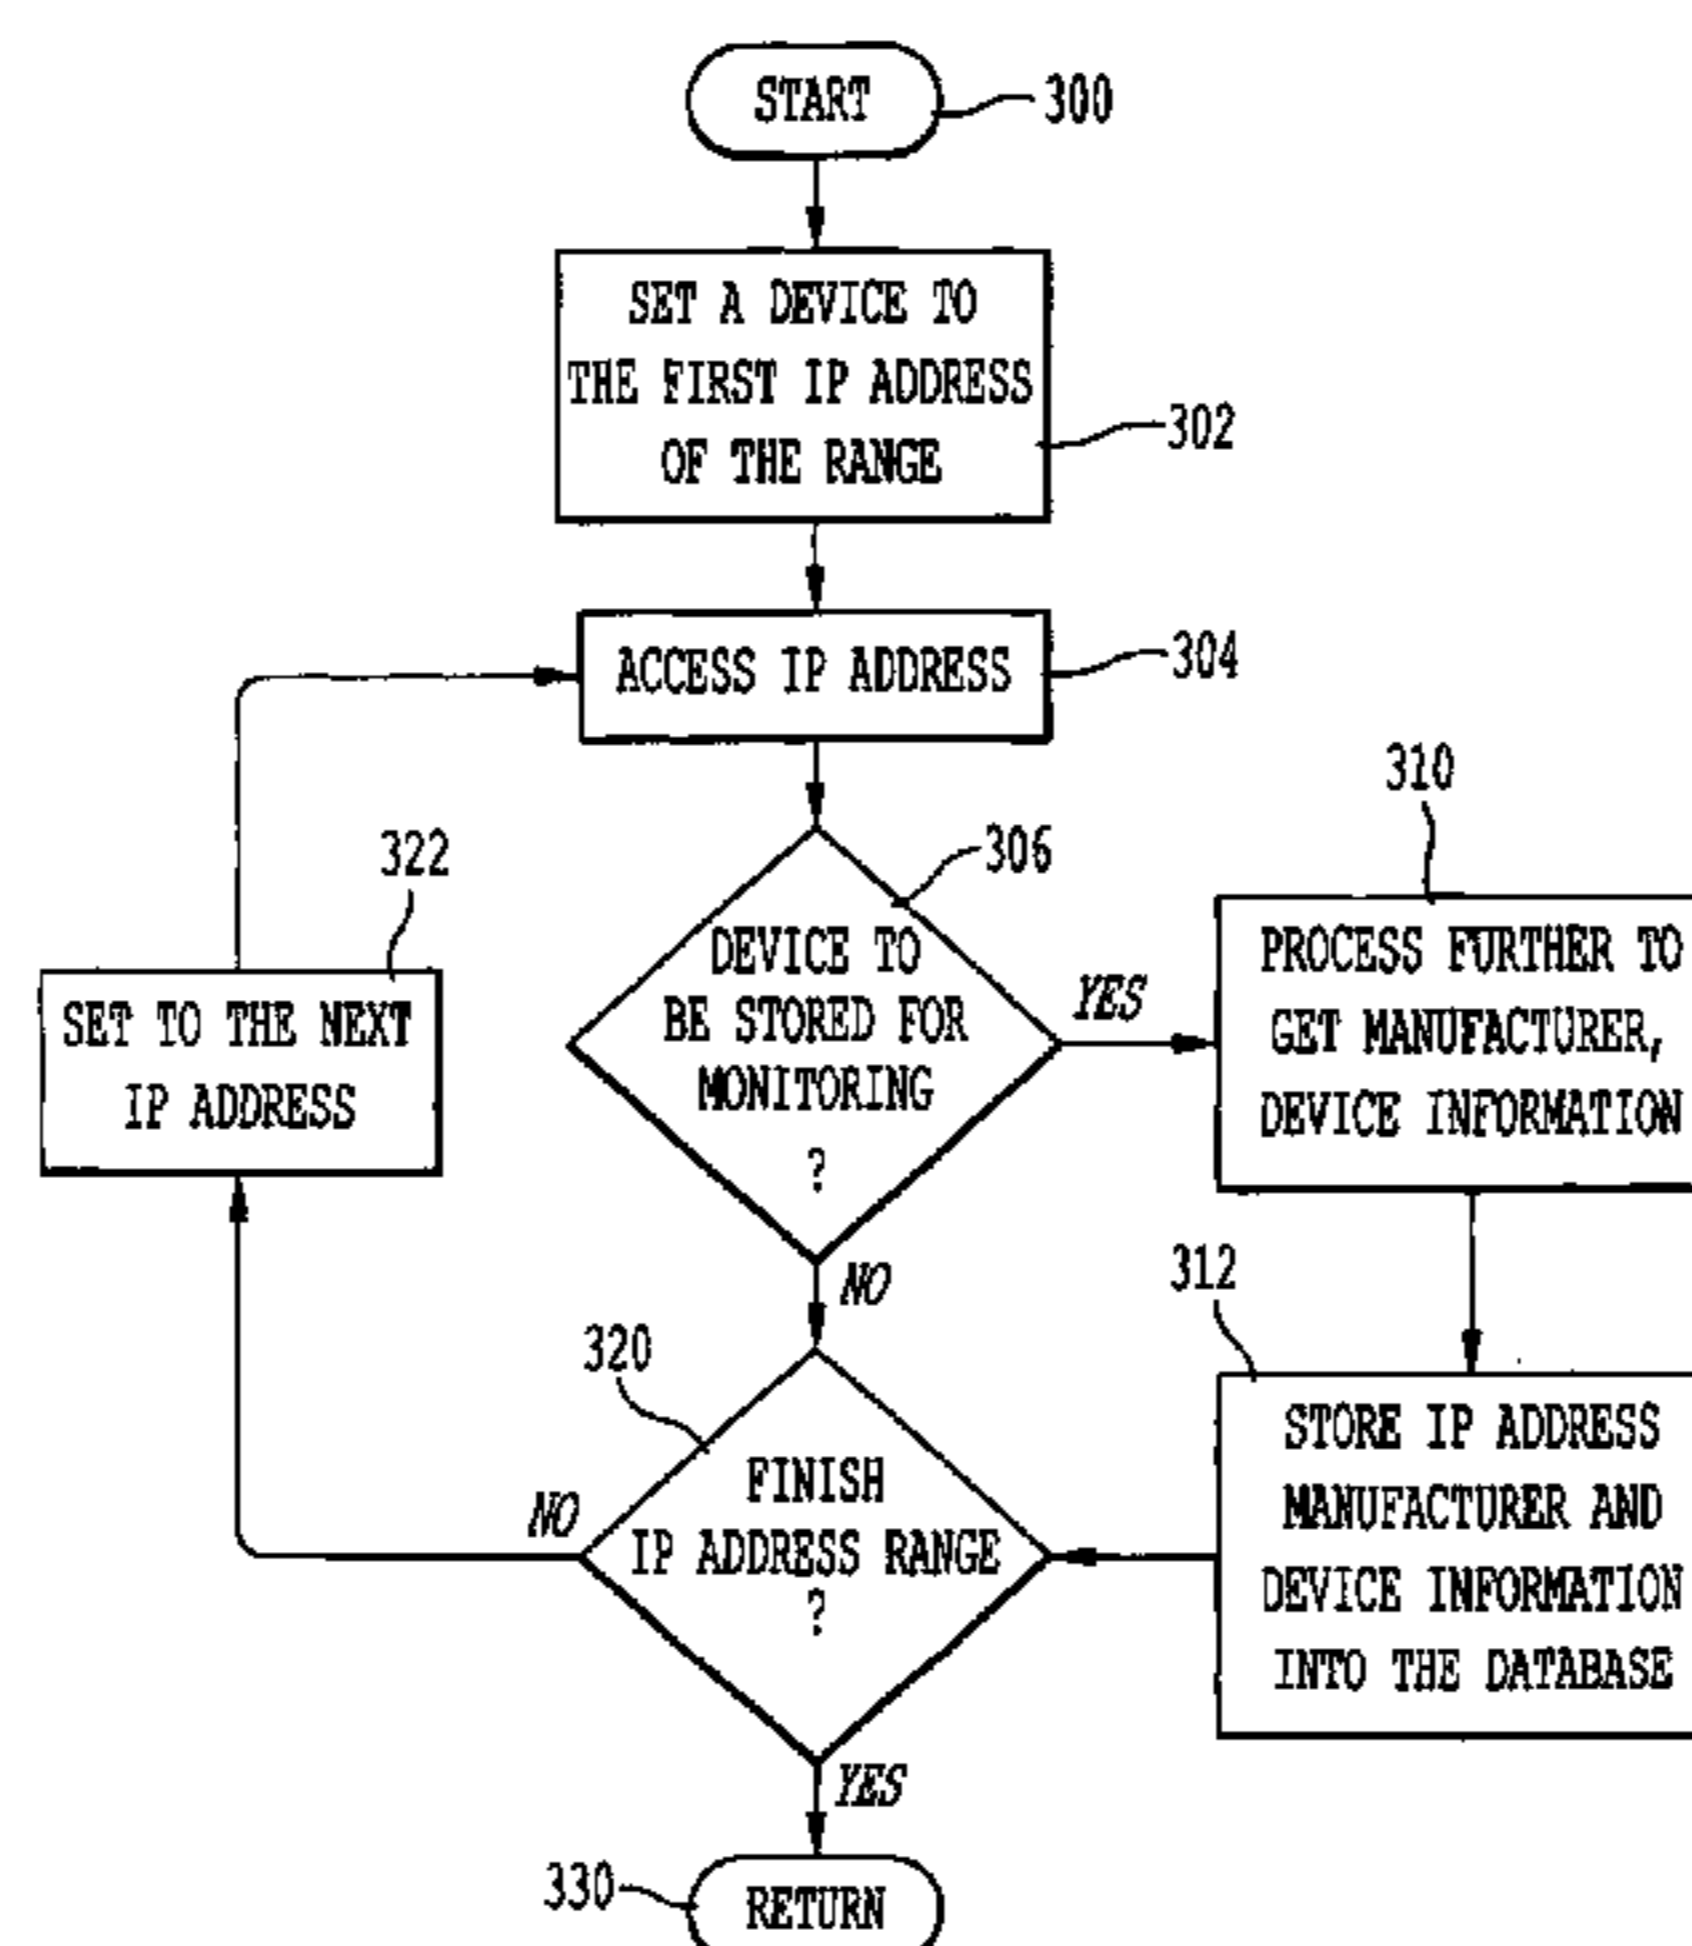 START
300
SET A DEVICE TO
THE FIRST IP ADDRESS
OF THE RANGE
302
ACCESS IP ADDRESS
304
306
DEVICE TO
BE STORED FOR
MONITORING
?
YES
310
PROCESS FURTHER TO
GET MANUFACTURER,
DEVICE INFORMATION
322
SET TO THE NEXT
IP ADDRESS
NO
312
STORE IP ADDRESS
MANUFACTURER AND
DEVICE INFORMATION
INTO THE DATABASE
320
FINISH
IP ADDRESS RANGE
?
NO
YES
330
RETURN